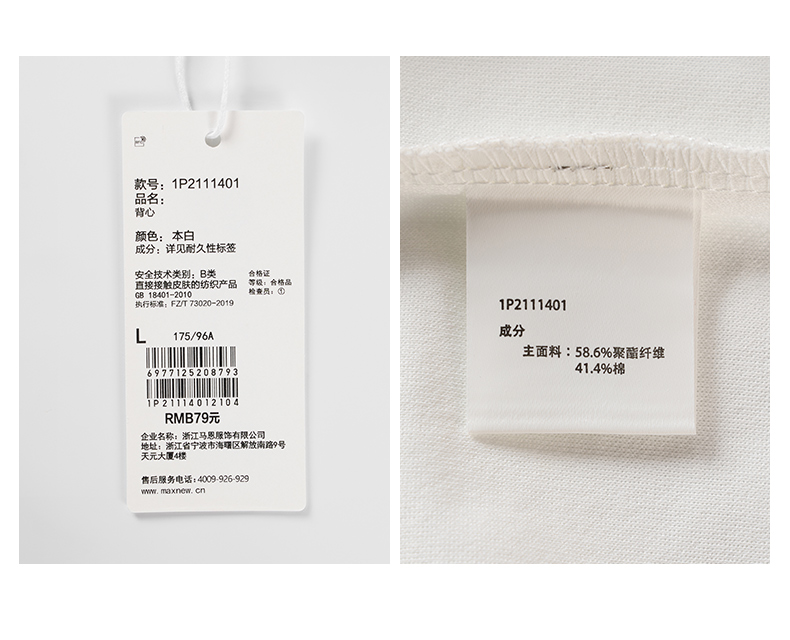 款号：1P2111401
品名：
背心
颜色：本白
成分：详见耐久性标签
安全技术类别：B类
直接接触皮肤的纺织产品
GB 18401-2010
执行标准：FZ/T 73020-2019
合格证
等级：合格品
检查员：①
L 175/96A
6977125208793
1P21114012104
RMB79元
企业名称：浙江马恩服饰有限公司
地址：浙江省宁波市海曙区解放南路9号
天元大厦4楼
售后服务电话:4009-926-929
www.maxnew.cn
1P2111401
成分
主面料：58.6%聚酯纤维
41.4%棉